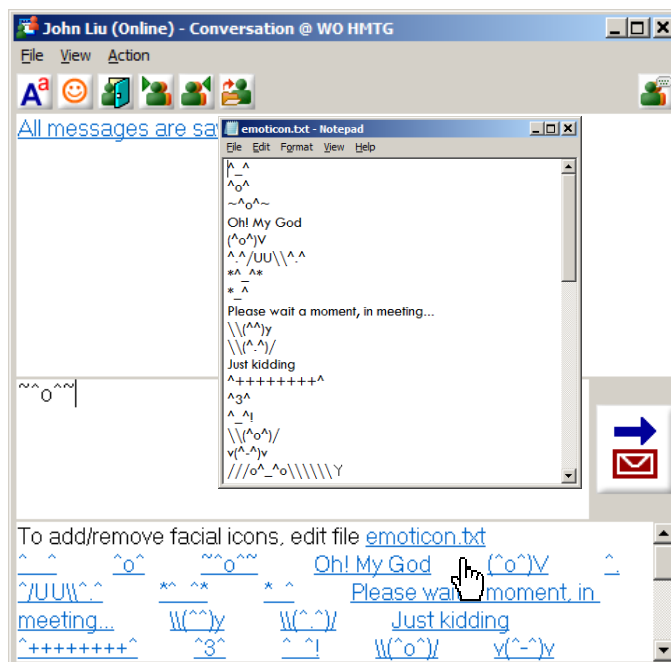 John Liu (Online) - Conversation @ WO HMTG
File View Action
Aa
All messages are sa
emoticon.txt - Notepad
File Edit Format View Help
^_^
^o^
~^o^~
Oh! My God
(^o^)V
^.^/UU\\^.^
*^_^*
*_^
Please wait a moment, in meeting...
\\(^^)y
\\(^.^)/
Just kidding
^++++++++^
^3^
^_^!
\\(^o^)/
v(^-^)v
///o^_^o\\\\\\Y
~^o^~
To add/remove facial icons, edit file emoticon.txt
^_^ ^o^ ~^o^~ Oh! My God (^o^)V ^.
^/UU\\^.^ *^_^* *_^ Please wait moment, in
meeting... \\(^^)y \\(^.^)/ Just kidding
^++++++++^ ^3^ ^_^! \\(^o^)/ v(^-^)v